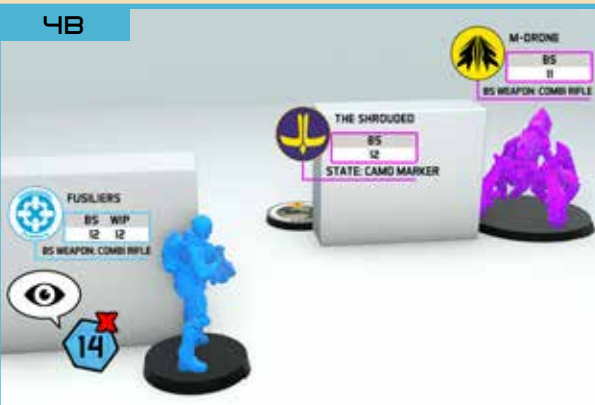 4B
M-DRONE
BS
11
BS WEAPON: COMBI RIFLE
THE SHROUDED
BS
12
STATE: CAMO MARKER
FUSILIERS
BS WIP
12 12
BS WEAPON: COMBI RIFLE
14